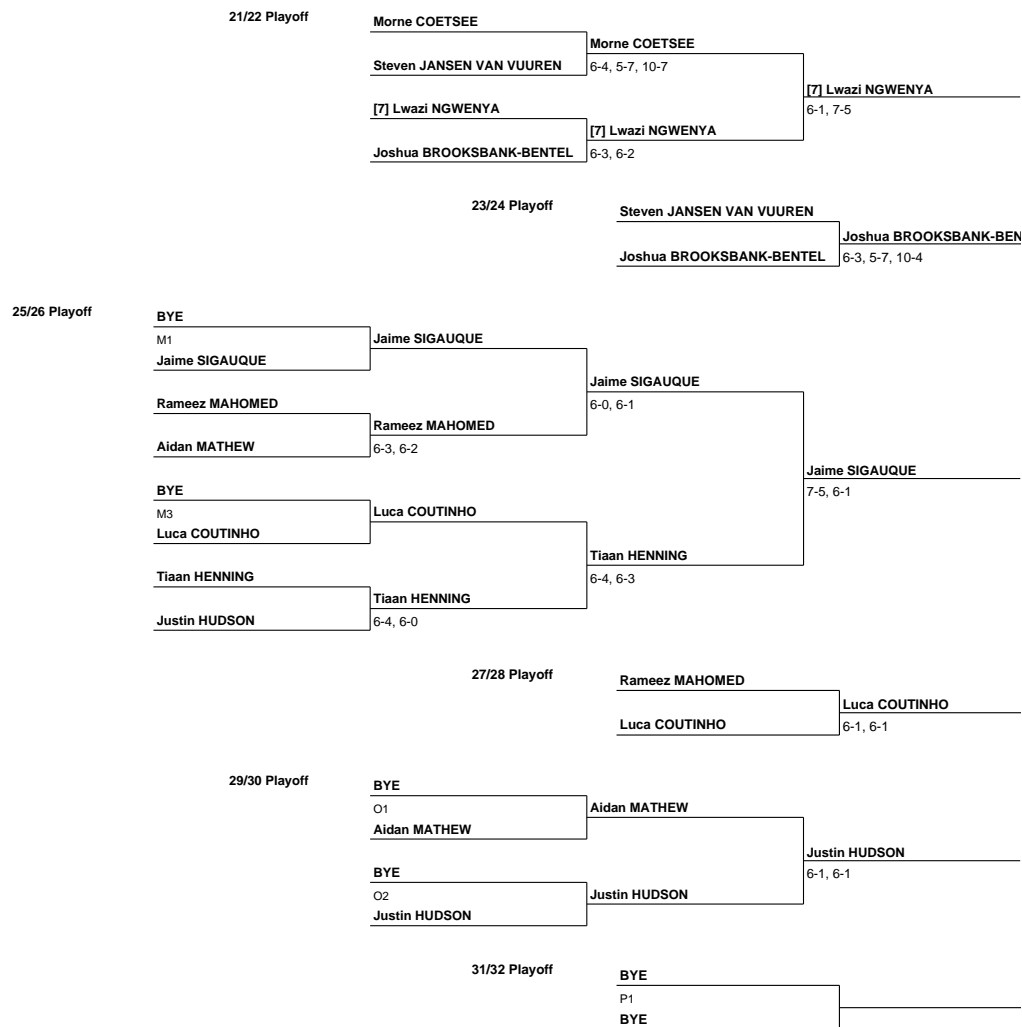 21/22 Playoff
Morne COETSEE
Morne COETSEE
Steven JANSEN VAN VUUREN
6-4, 5-7, 10-7
[7] Lwazi NGWENYA
6-1, 7-5
[7] Lwazi NGWENYA
[7] Lwazi NGWENYA
Joshua BROOKSBANK-BENTEL
6-3, 6-2
23/24 Playoff
Steven JANSEN VAN VUUREN
Joshua BROOKSBANK-BEN
Joshua BROOKSBANK-BENTEL
6-3, 5-7, 10-4
25/26 Playoff
BYE
M1
Jaime SIGAUQUE
Jaime SIGAUQUE
Jaime SIGAUQUE
6-0, 6-1
Rameez MAHOMED
Rameez MAHOMED
Aidan MATHEW
6-3, 6-2
Jaime SIGAUQUE
7-5, 6-1
BYE
M3
Luca COUTINHO
Luca COUTINHO
Tiaan HENNING
6-4, 6-3
Tiaan HENNING
Tiaan HENNING
Justin HUDSON
6-4, 6-0
27/28 Playoff
Rameez MAHOMED
Luca COUTINHO
Luca COUTINHO
6-1, 6-1
29/30 Playoff
BYE
O1
Aidan MATHEW
Aidan MATHEW
Justin HUDSON
6-1, 6-1
BYE
O2
Justin HUDSON
Justin HUDSON
31/32 Playoff
BYE
P1
BYE